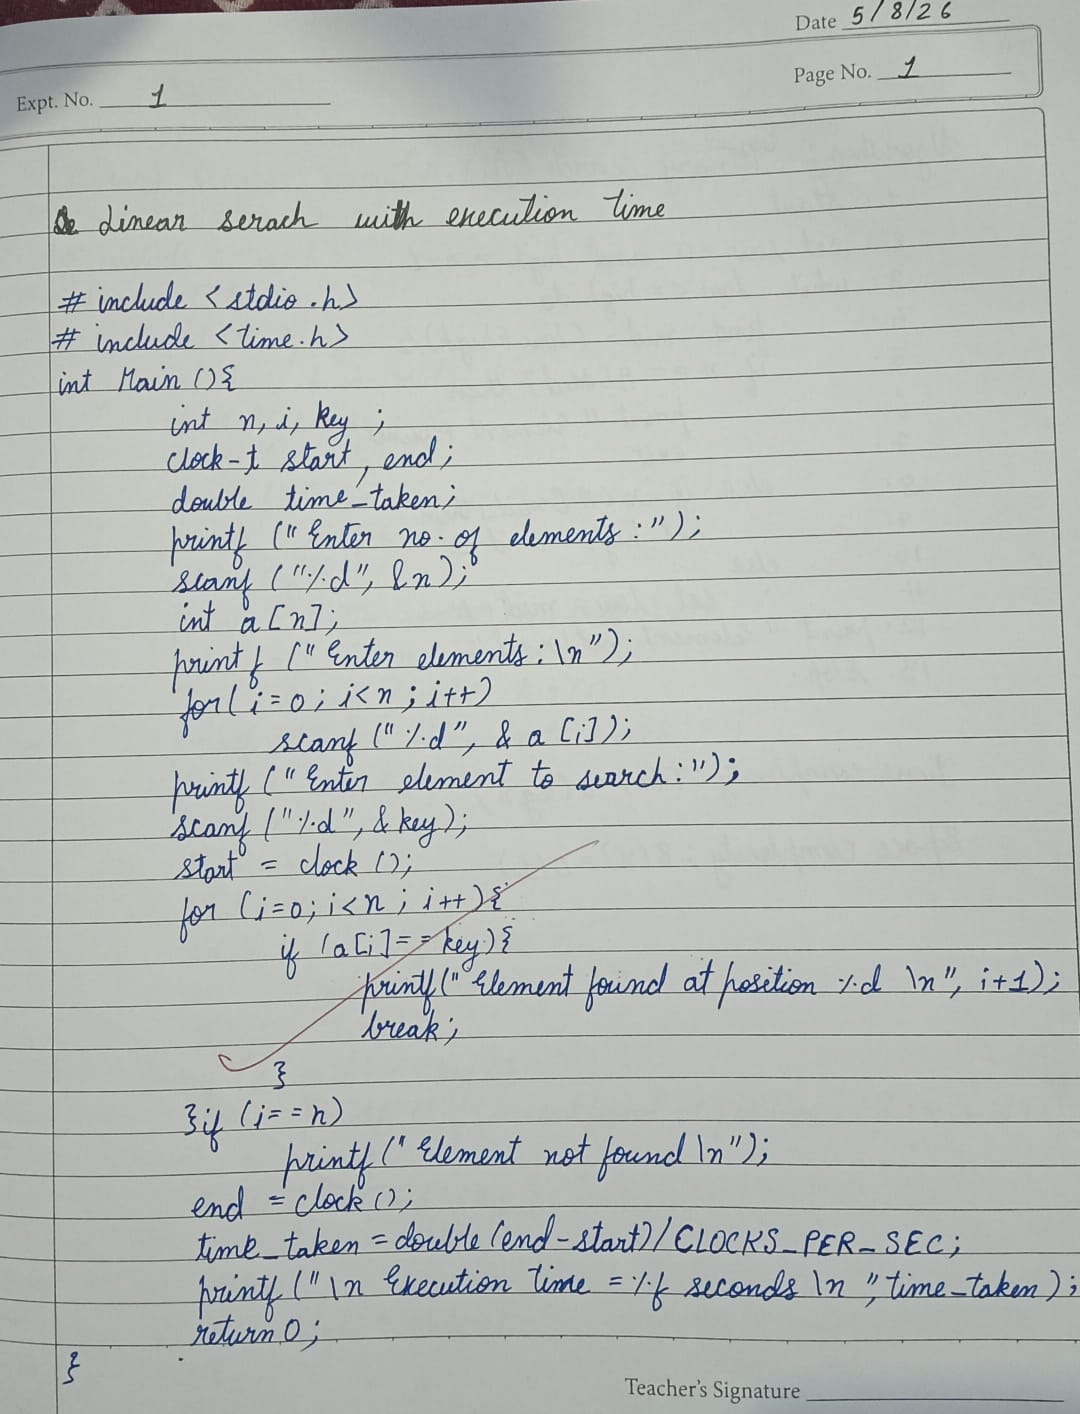 Date 5/8/26
Page No. 1
Expt. No. 1
Linear serach with execution time
# include <stdio.h>
# include <time.h>
int Main () {
int n, i, key ;
clock-t start, end;
double time_taken;
printf ("Enter no. of elements :");
scanf ("%d", &n);
int a [n];
printf ("Enter elements : \n");
for( i = 0 ; i < n ; i++)
scanf ("%d", & a [i]);
printf ("Enter element to search : ");
scanf ("%d", & key);
start = clock ();
for (i=0; i<n ; i++) {
if (a[i]== key) {
printf("Element found at position %d \n", i+1);
break;
}
} if (i==n)
printf ("Element not found \n");
end = clock ();
time_taken = double (end-start) / CLOCKS_PER_SEC;
printf ("\n Execution time = %f seconds \n ", time_taken );
return 0 ;
}
Teacher's Signature